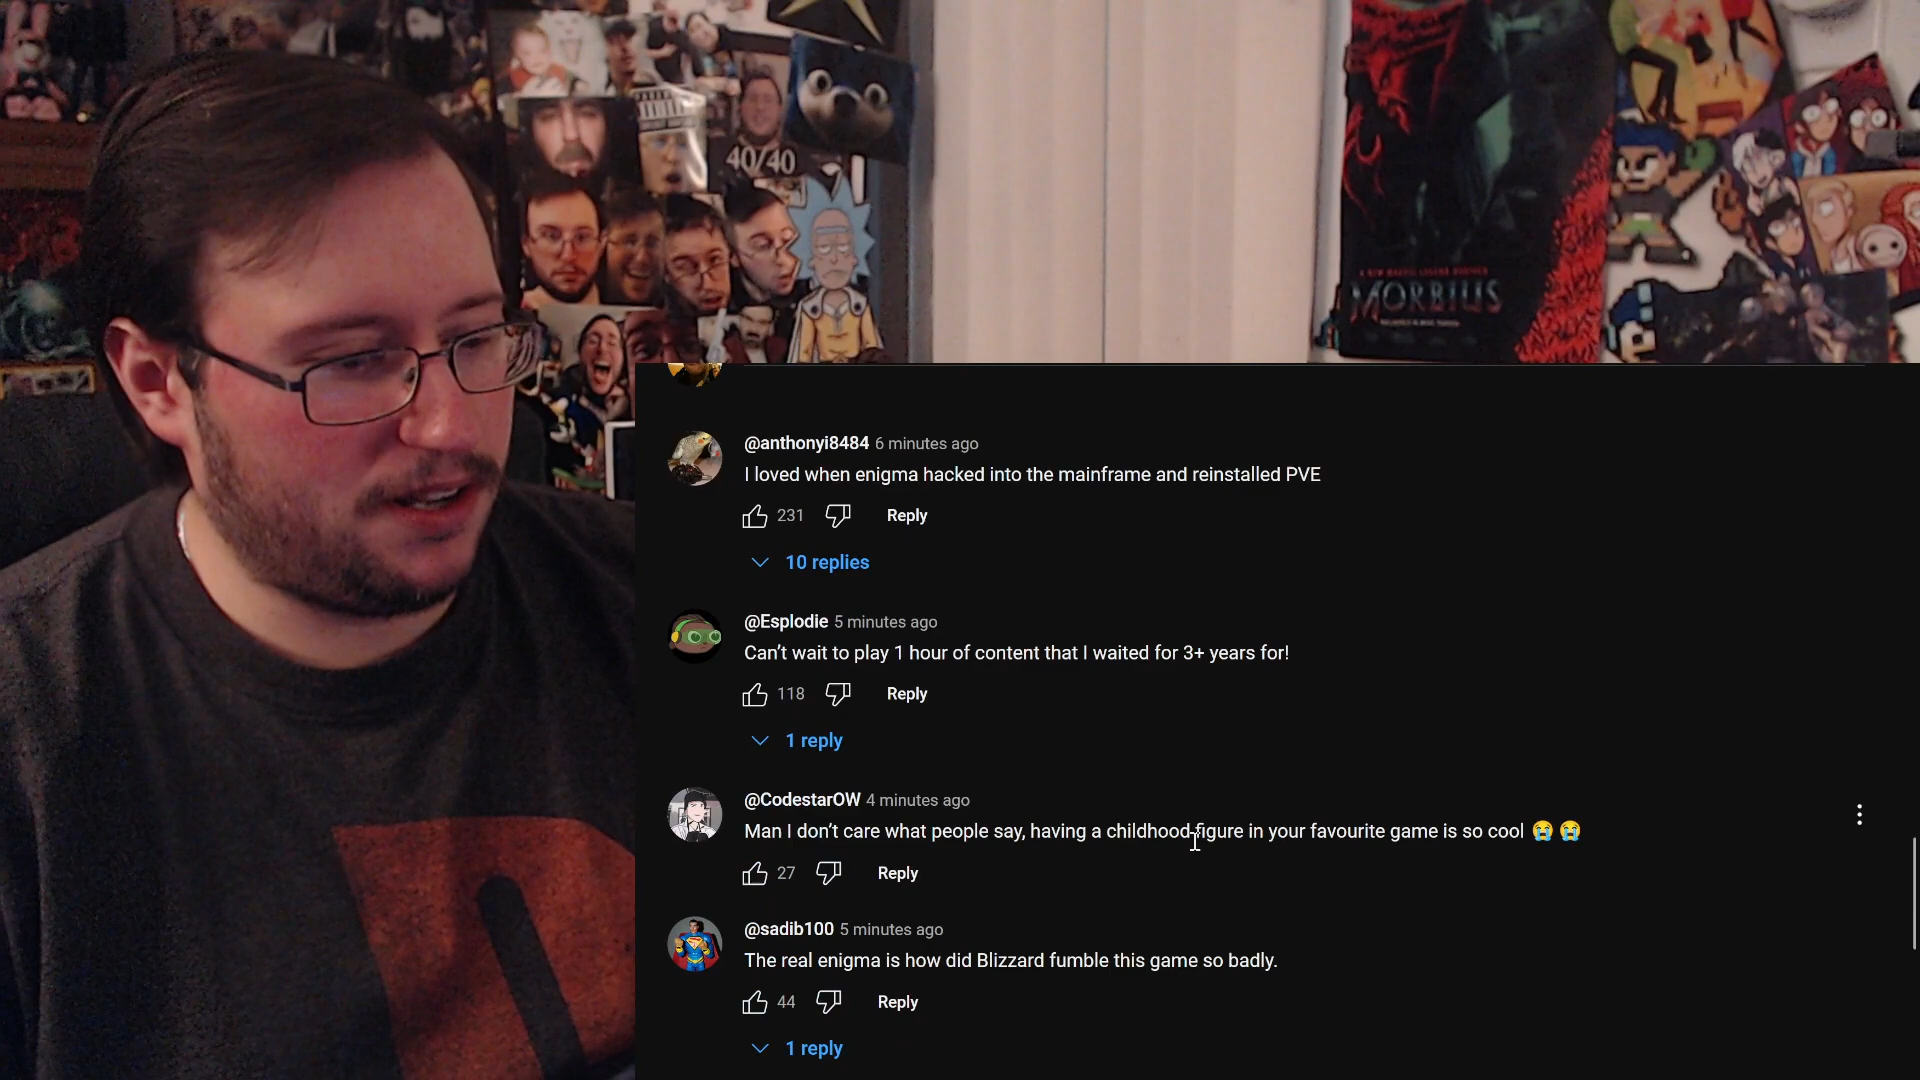 40/40
A NEW MARVEL LEGEND ARRIVES
MORBIUS
@anthonyi8484 6 minutes ago
I loved when enigma hacked into the mainframe and reinstalled PVE
231 Reply
10 replies
@Esplodie 5 minutes ago
Can't wait to play 1 hour of content that I waited for 3+ years for!
118 Reply
1 reply
@CodestarOW 4 minutes ago
Man I don't care what people say, having a childhood figure in your favourite game is so cool 😭😭
27 Reply
@sadib100 5 minutes ago
The real enigma is how did Blizzard fumble this game so badly.
44 Reply
1 reply